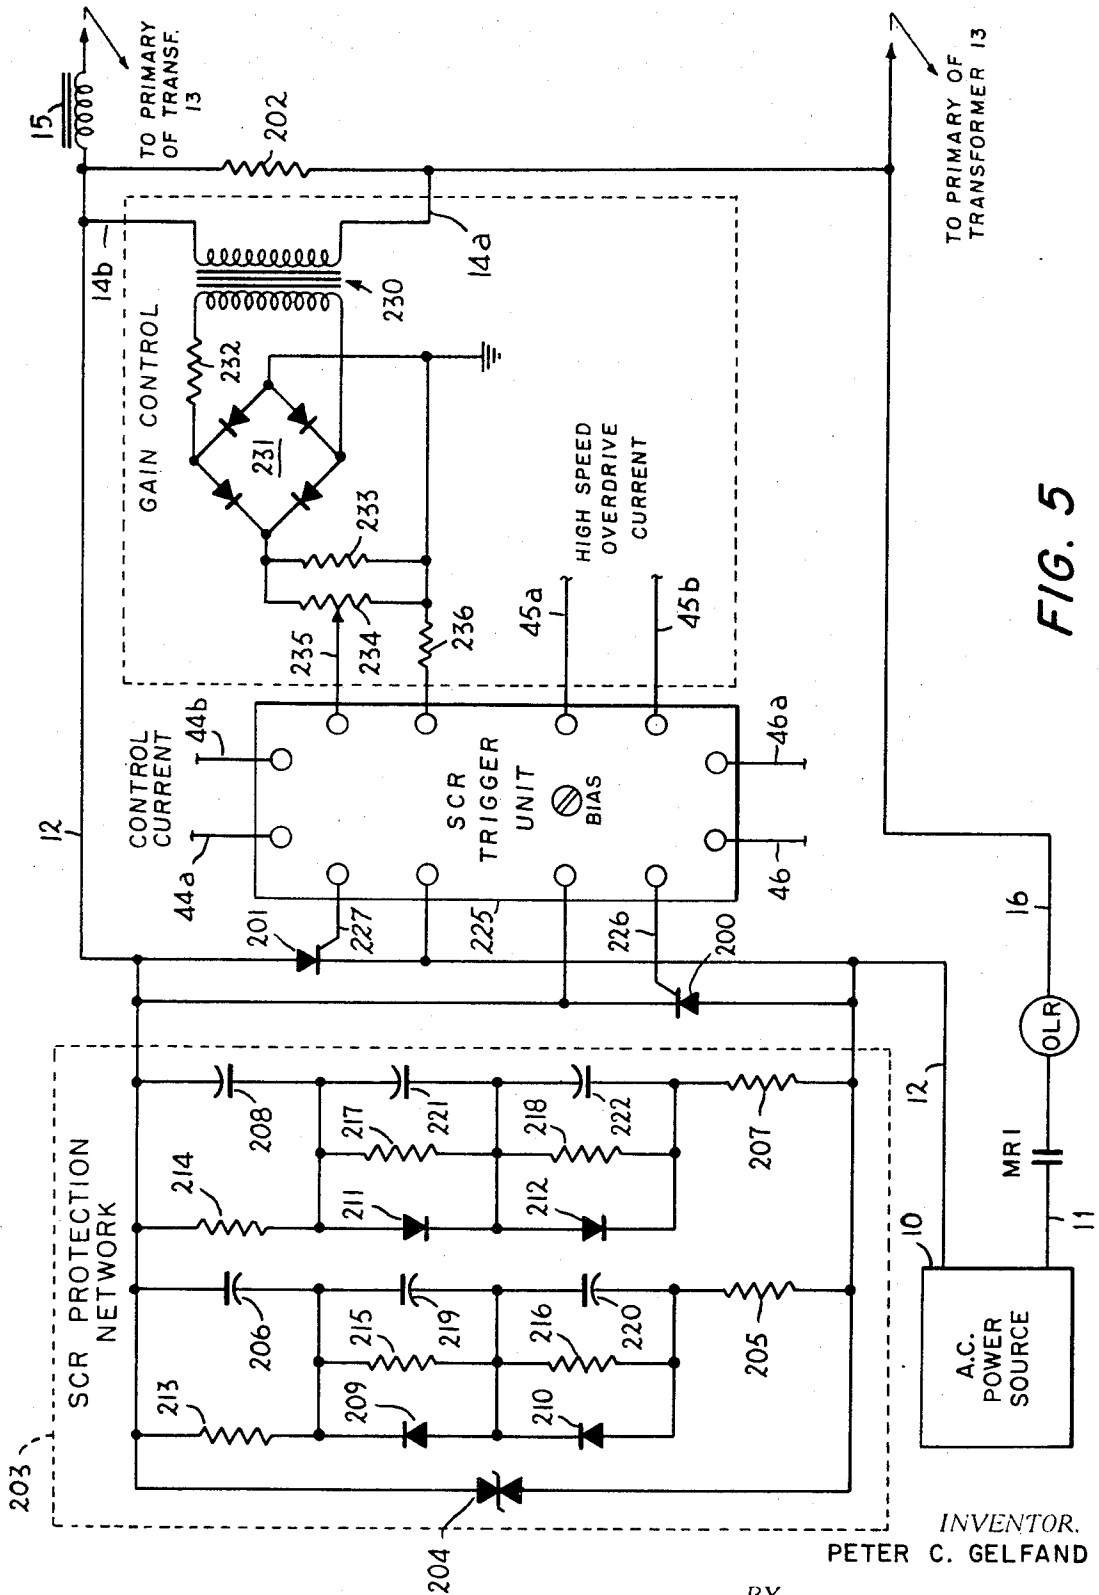 15
TO PRIMARY
OF TRANSF.
13
202
14b
14a
230
GAIN CONTROL
232
231
233
234
235
236
HIGH SPEED
OVERDRIVE
CURRENT
45a
45b
TO PRIMARY OF
TRANSFORMER 13
12
CONTROL
CURRENT
44b
44a
SCR
TRIGGER
UNIT
BIAS
46a
46
201
227
225
226
200
16
OLR
12
MR1
11
10
A.C.
POWER
SOURCE
SCR PROTECTION
NETWORK
203
204
213
206
215
209
219
216
210
220
205
214
208
217
211
221
218
212
222
207
FIG. 5
INVENTOR.
PETER C. GELFAND
BY